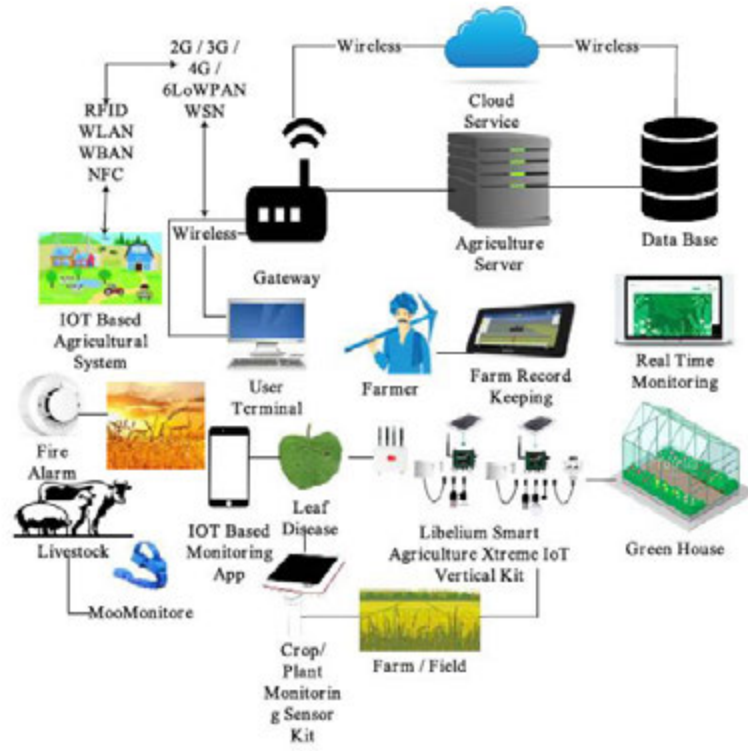 2G / 3G /
4G /
6LoWPAN
WSN
Wireless
Wireless
Cloud
Service
RFID
WLAN
WBAN
NFC
Wireless
Gateway
Agriculture
Server
Data Base
IOT Based
Agricultural
System
User
Terminal
Farmer
Farm Record
Keeping
Real Time
Monitoring
Fire
Alarm
Livestock
MooMonitore
IOT Based
Monitoring
App
Leaf
Disease
Libelium Smart
Agriculture Xtreme IoT
Vertical Kit
Green House
Crop/
Plant
Monitorin
g Sensor
Kit
Farm / Field